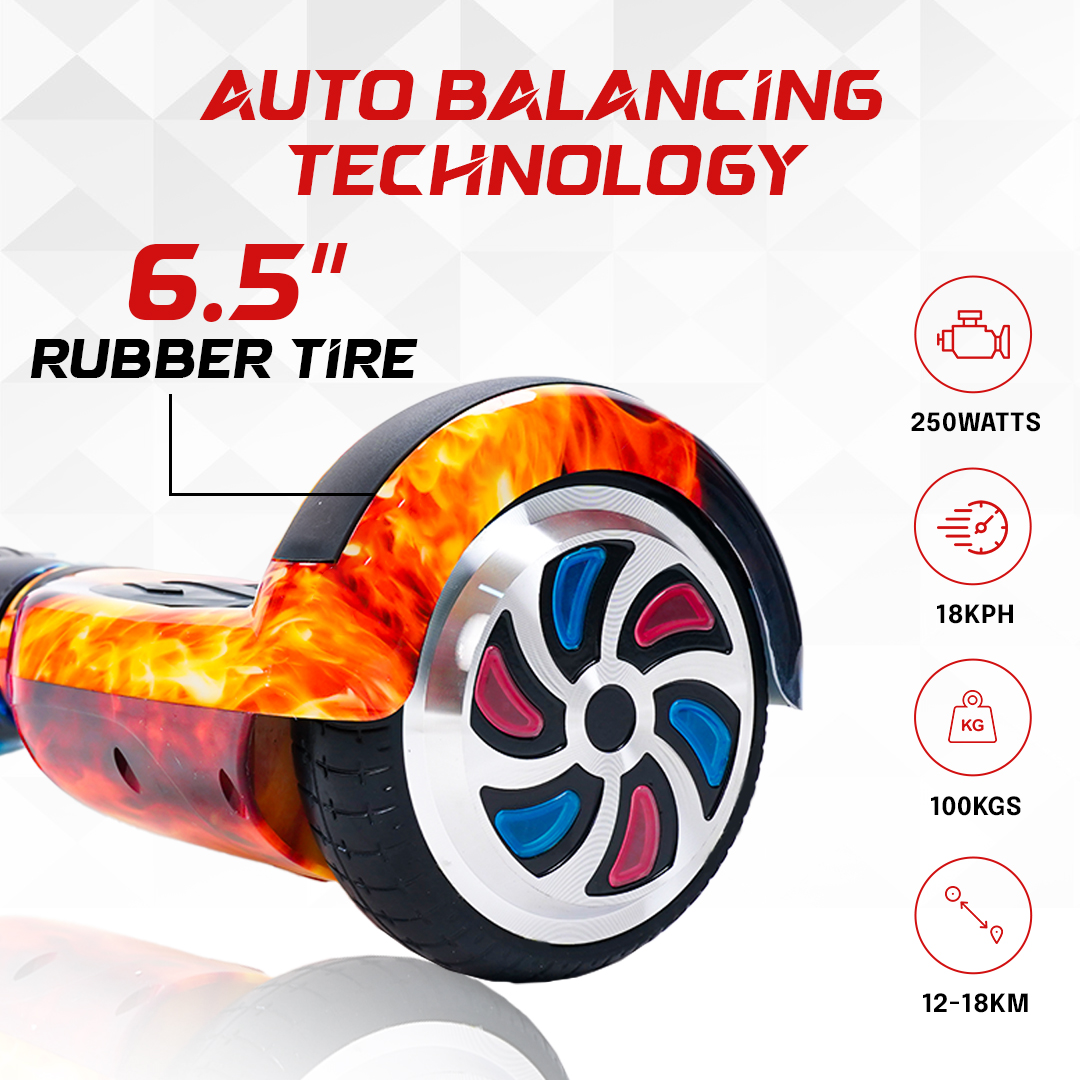 AUTO BALANCING
TECHNOLOGY
6.5"
RUBBER TIRE
250WATTS
18KPH
KG
100KGS
12-18KM